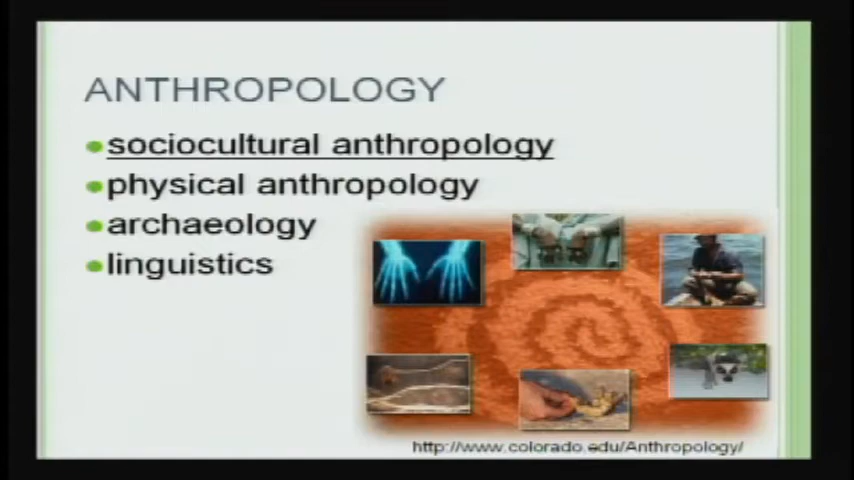 ANTHROPOLOGY
sociocultural anthropology
physical anthropology
archaeology
linguistics
http://www.colorado.edu/Anthropology/